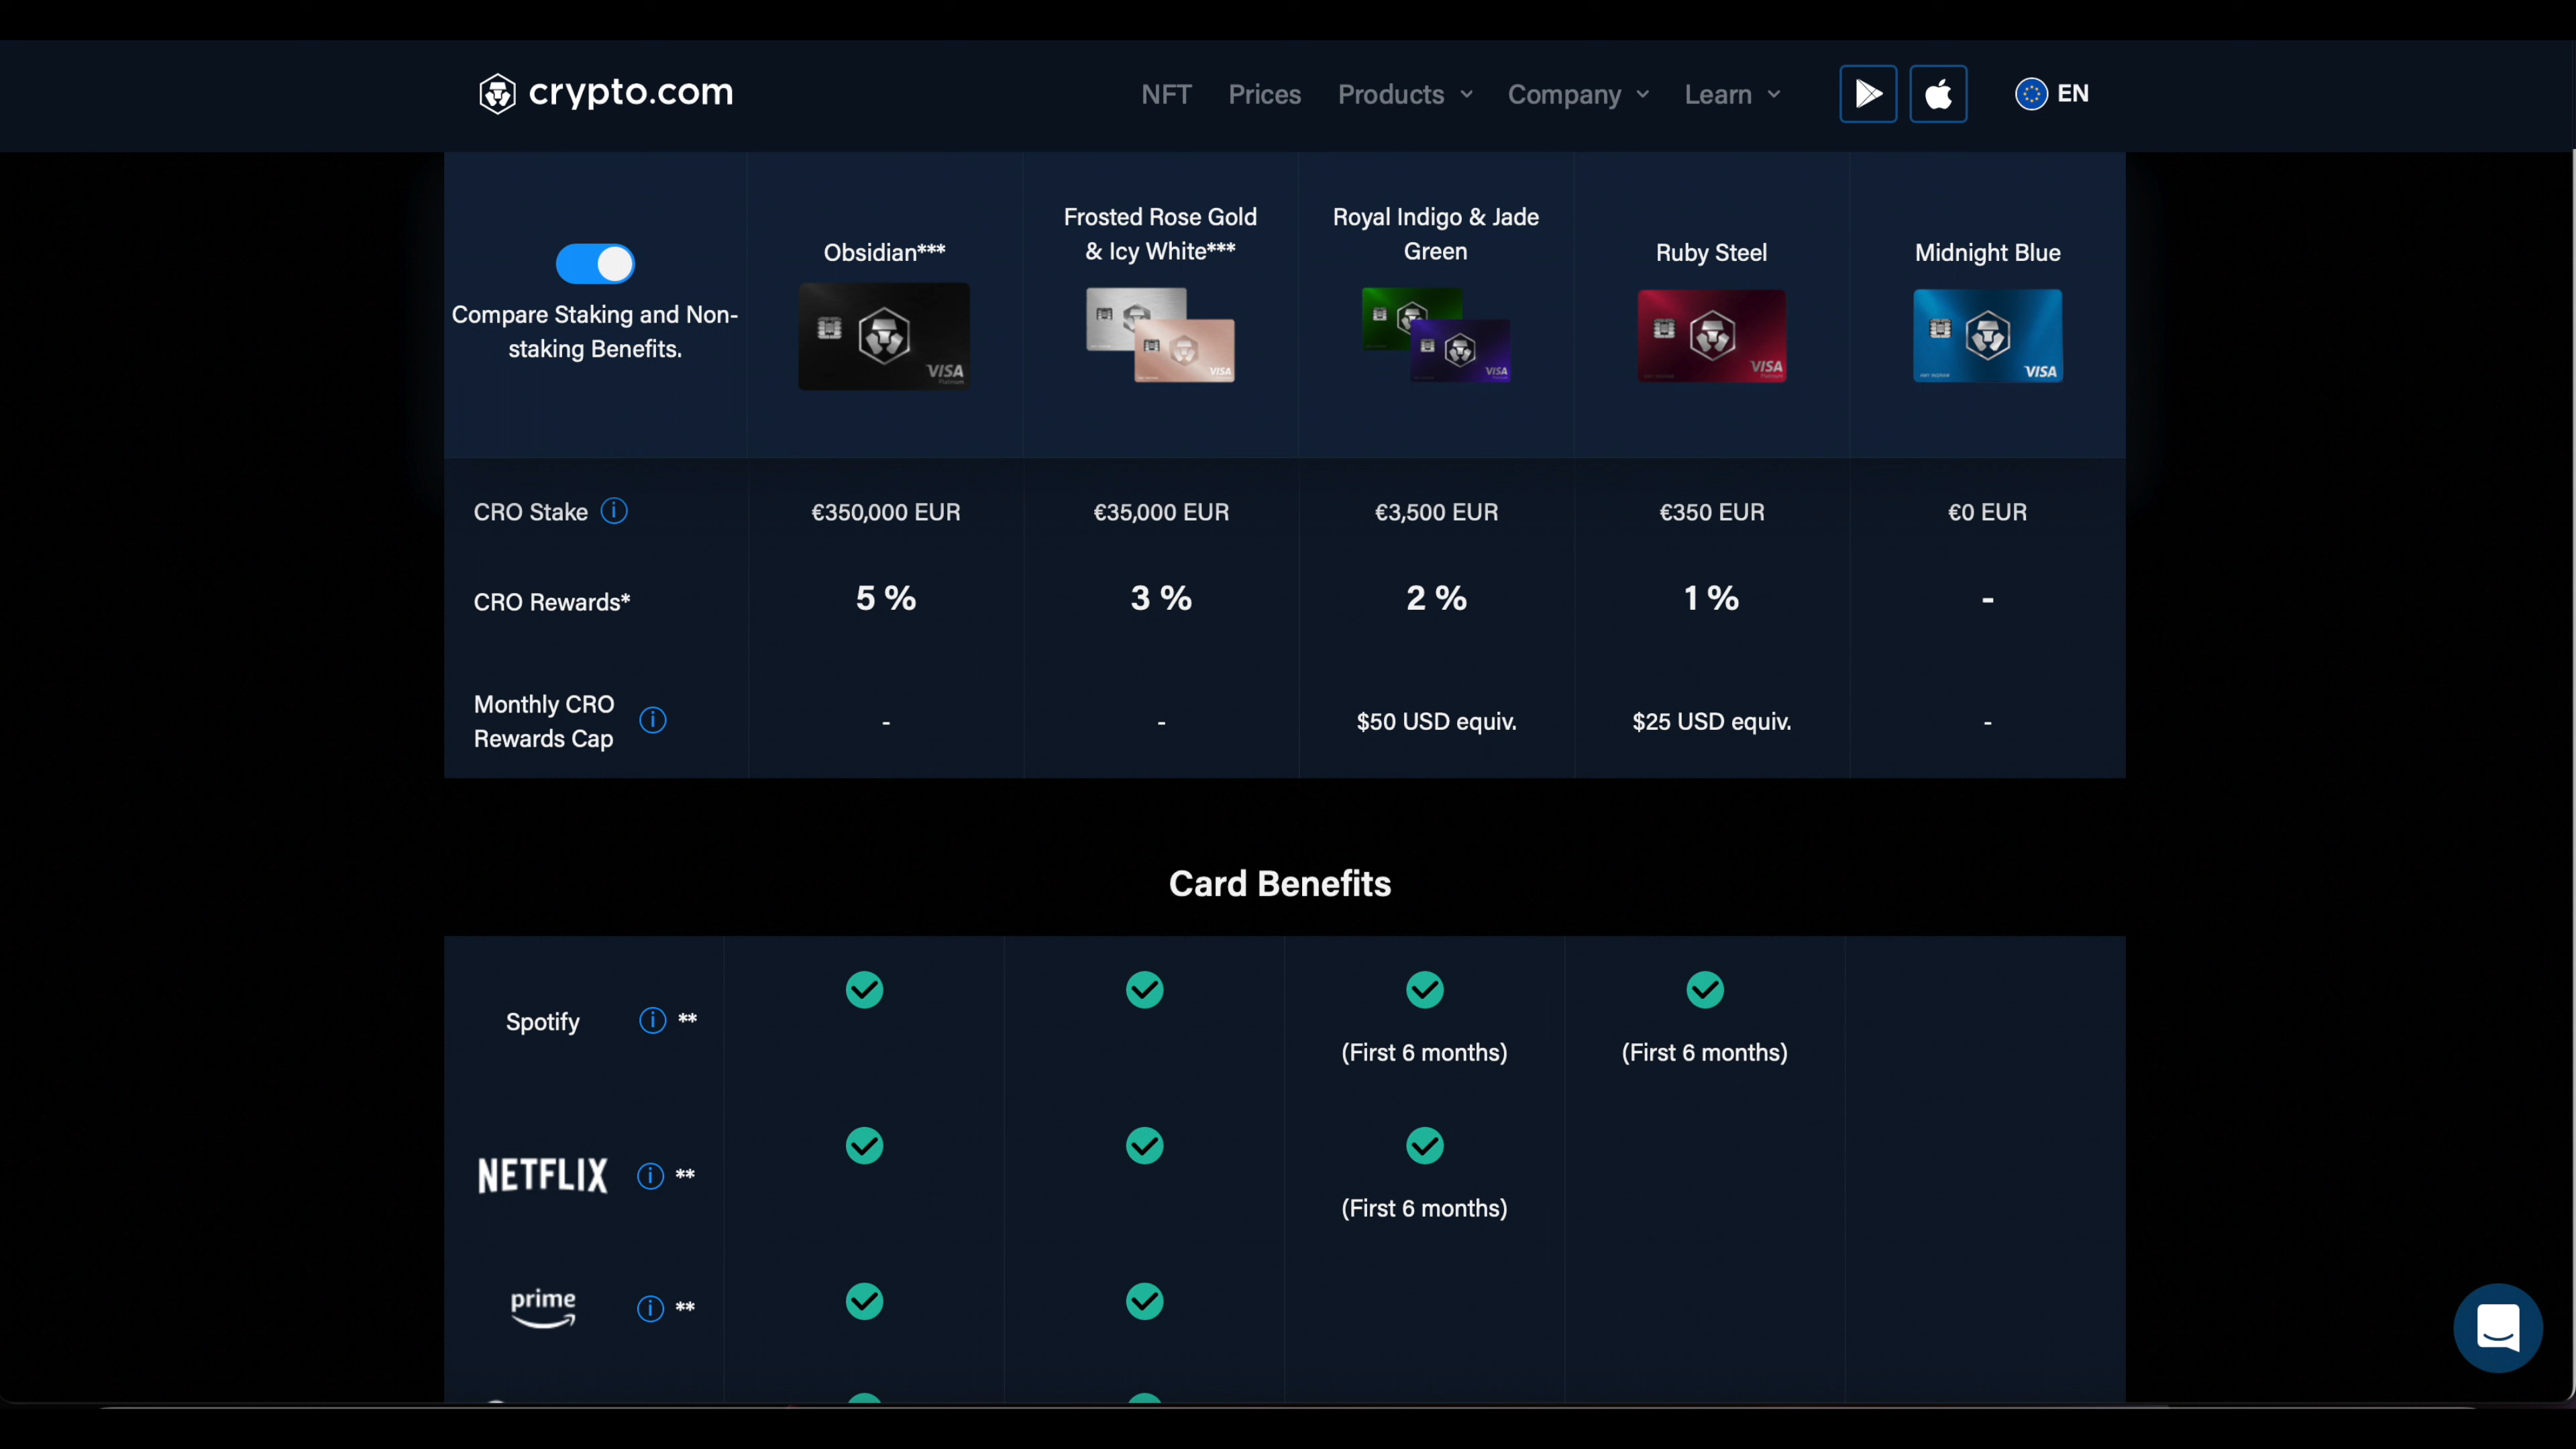 crypto.com
NFT Prices Products Company Learn EN
Compare Staking and Non-
staking Benefits.
Obsidian***
VISA
Platinum
Frosted Rose Gold
& Icy White***
VISA
Royal Indigo & Jade
Green
VISA
Ruby Steel
VISA
Platinum
Midnight Blue
VISA
CRO Stake €350,000 EUR €35,000 EUR €3,500 EUR €350 EUR €0 EUR
CRO Rewards* 5 % 3 % 2 % 1 % -
Monthly CRO
Rewards Cap - - $50 USD equiv. $25 USD equiv. -
Card Benefits
Spotify **
(First 6 months) (First 6 months)
NETFLIX **
(First 6 months)
prime **